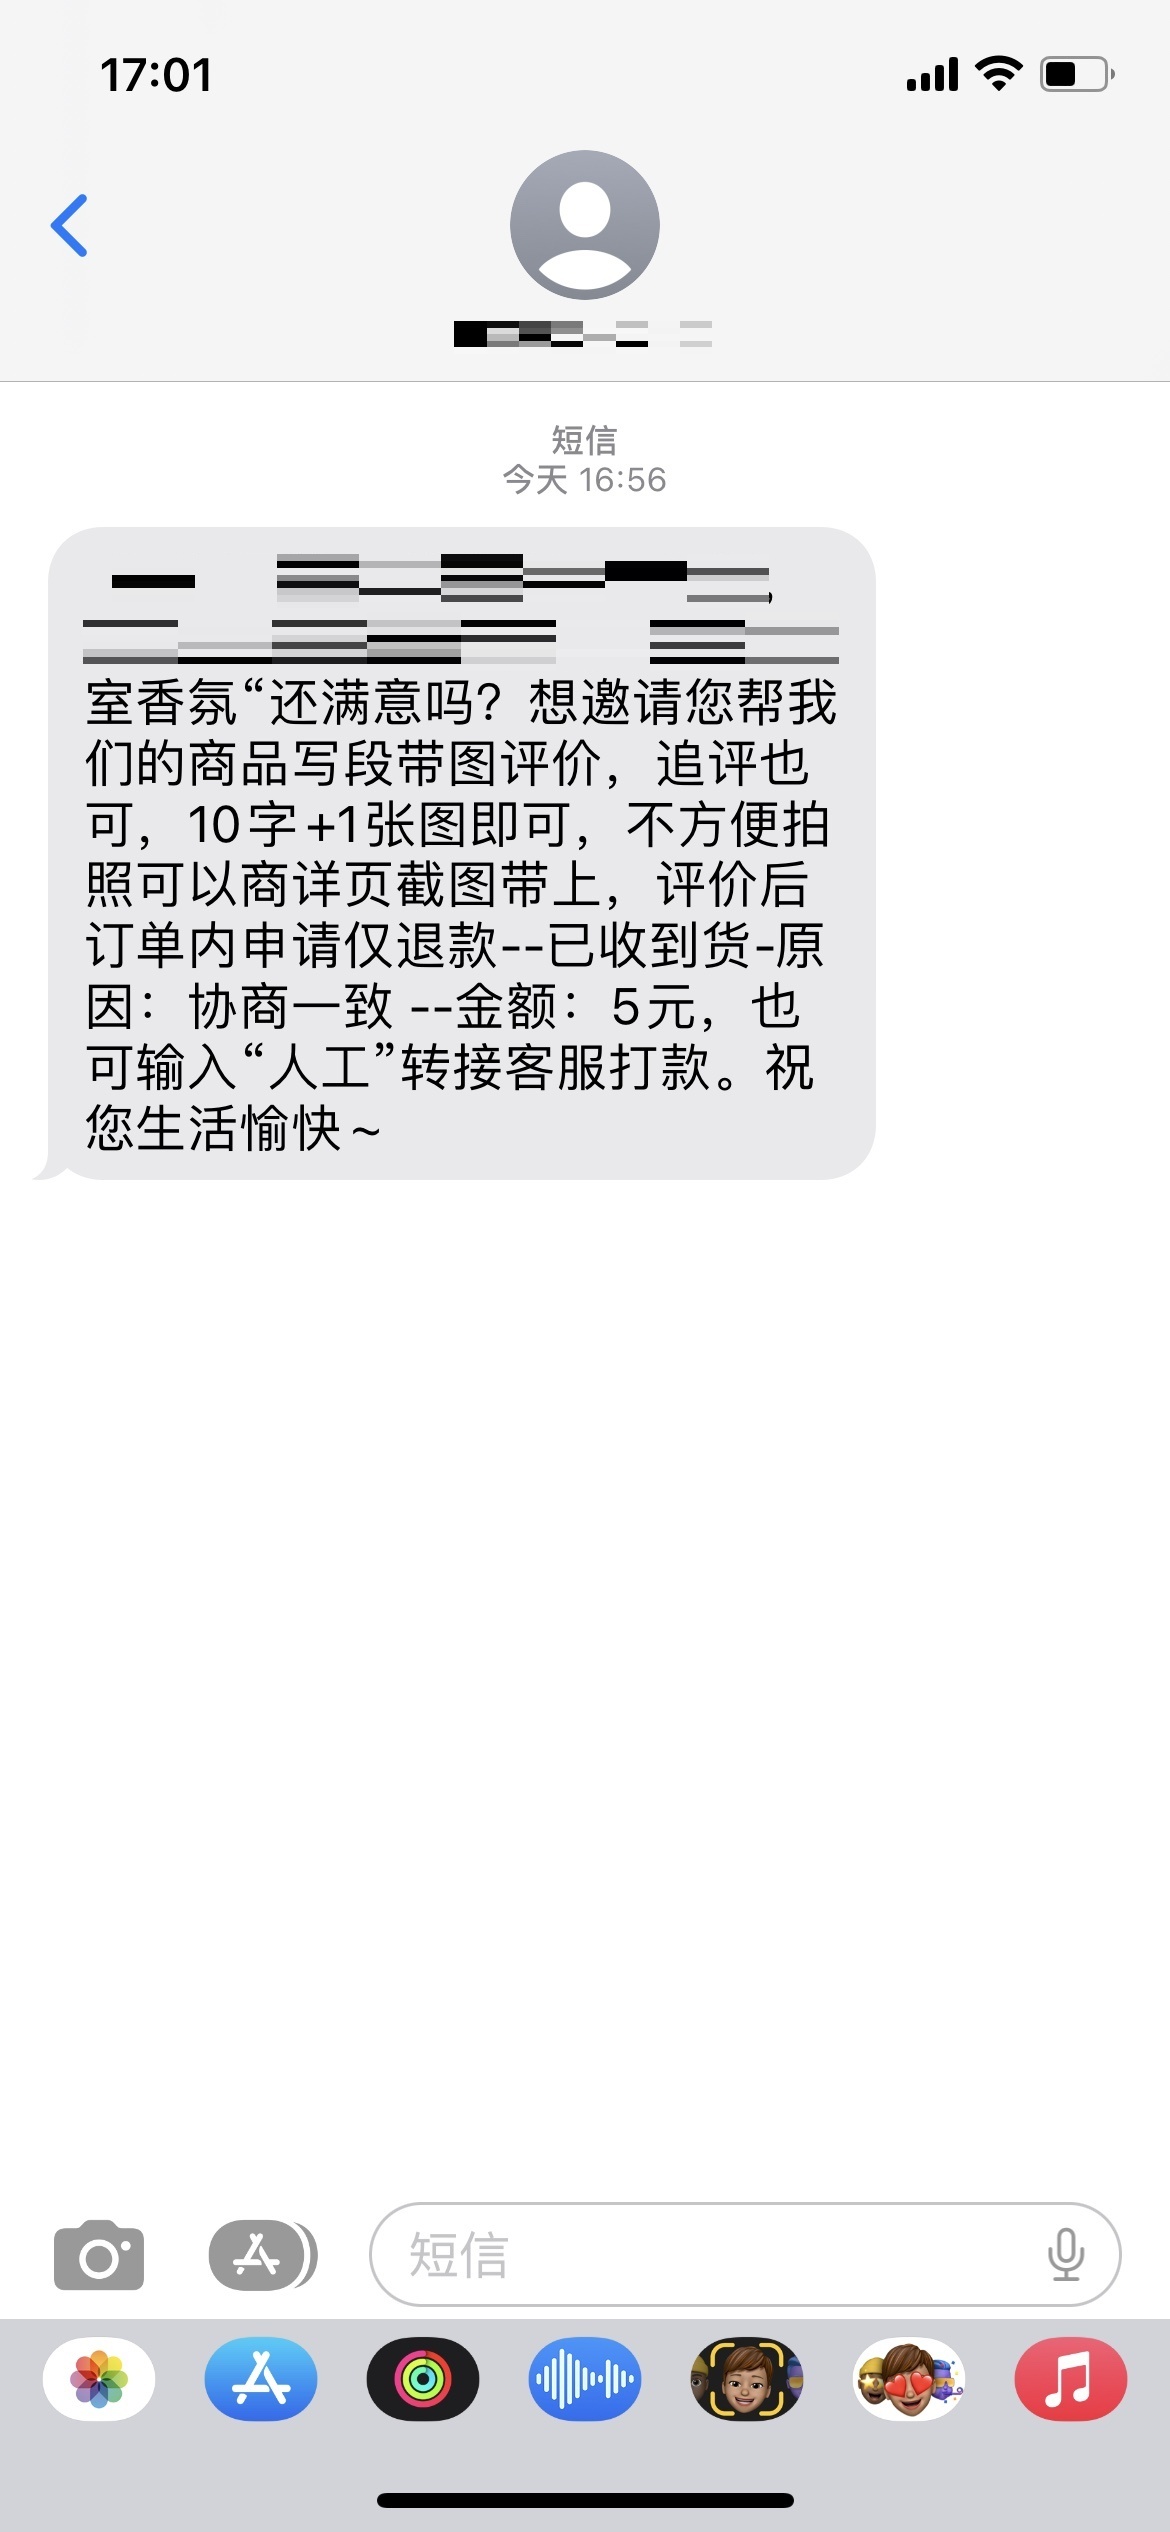 17:01
短信
今天 16:56
室香氛“还满意吗？想邀请您帮我
们的商品写段带图评价，追评也
可，10字+1张图即可，不方便拍
照可以商详页截图带上，评价后
订单内申请仅退款--已收到货-原
因：协商一致 --金额：5元，也
可输入“人工”转接客服打款。祝
您生活愉快~
短信